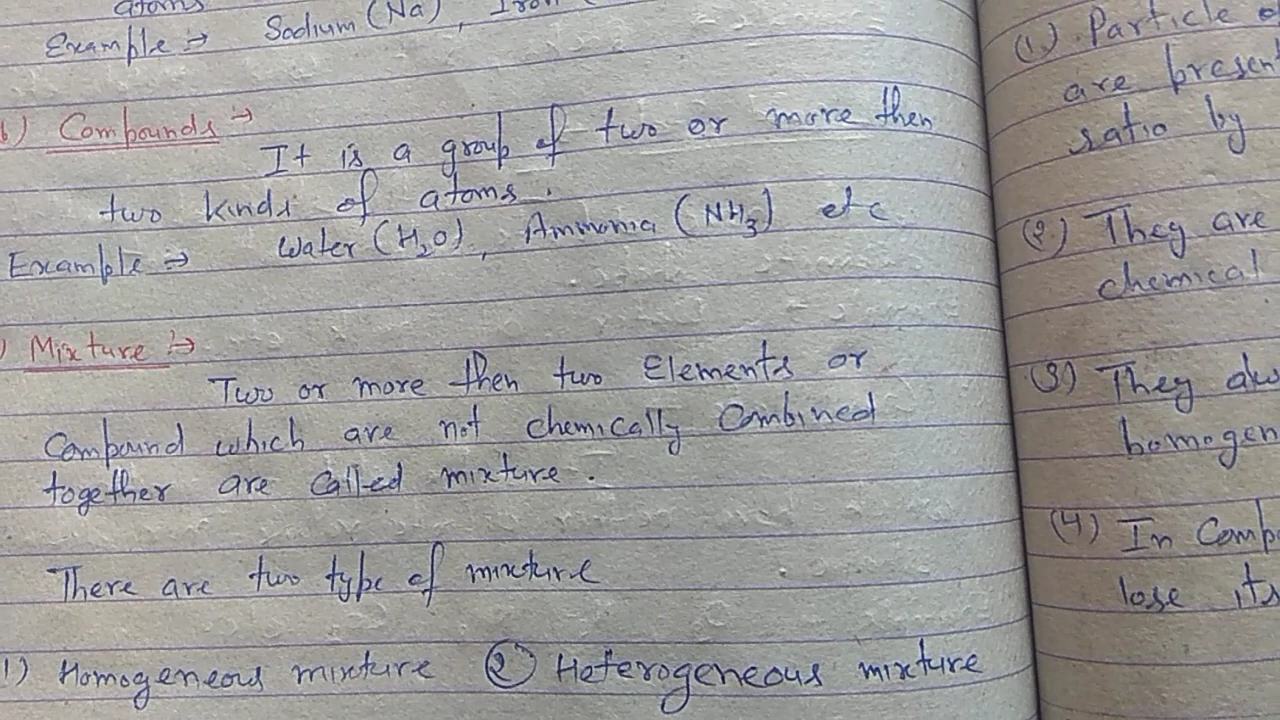 atoms
Example → Sodium (Na), Iron (
b) Compounds →
It is a group of two or more then
two kinds of atoms.
Example → Water (H₂O), Ammonia (NH₃) etc
) Mixture :→
Two or more then two Elements or
Compound which are not chemically Combined
together are called mixture.
There are two type of mixture
1) Homogeneous mixture ② Heterogeneous mixture
(1.) Particle o
are presen
ratio by
(2.) They are
chemical
(3) They
homogen
(4) In Comp
lose its